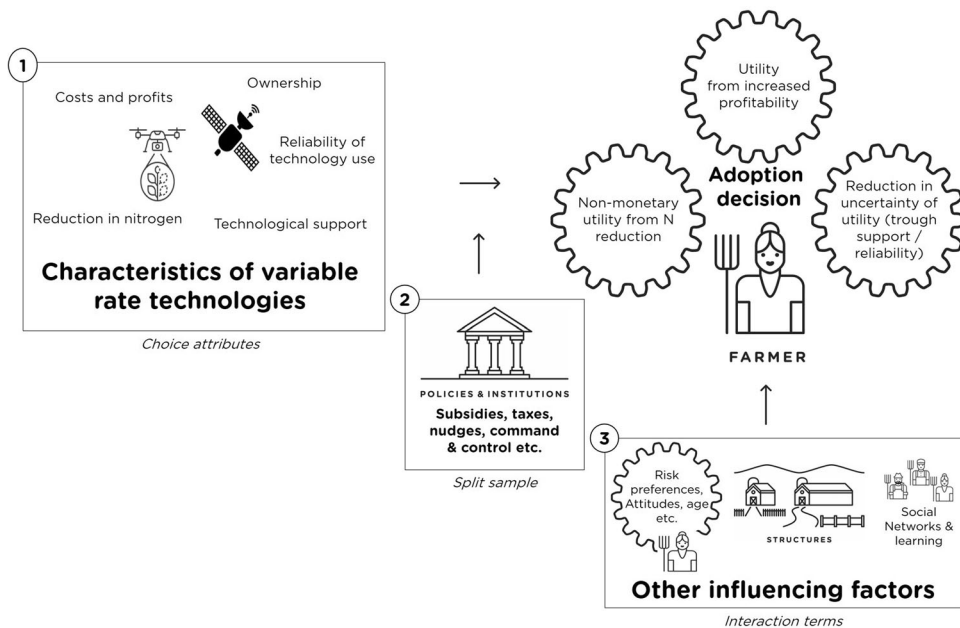 1
Costs and profits
Ownership
Reliability of
technology use
Reduction in nitrogen
Technological support
Characteristics of variable
rate technologies
Choice attributes
2
POLICIES & INSTITUTIONS
Subsidies, taxes,
nudges, command
& control etc.
Split sample
Utility
from increased
profitability
Adoption
decision
Non-monetary
utility from N
reduction
Reduction in
uncertainty of
utility (trough
support /
reliability)
FARMER
3
Risk
preferences,
Attitudes, age
etc.
STRUCTURES
Social
Networks &
learning
Other influencing factors
Interaction terms